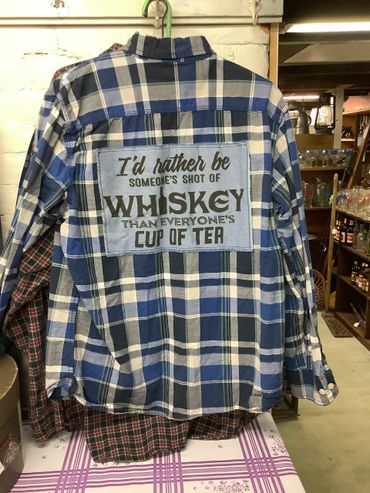 I'd rather be
SOMEONE'S SHOT OF
WHISKEY
THAN EVERYONE'S
CUP OF TEA